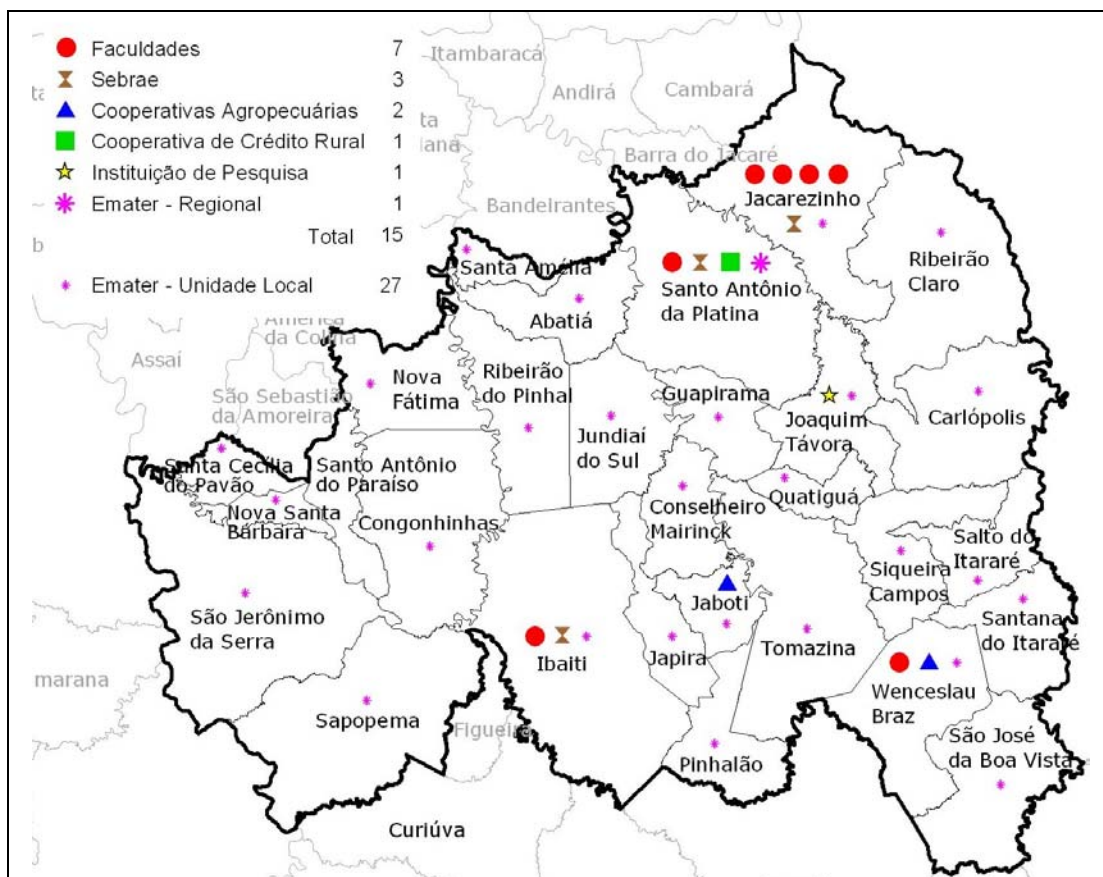 Faculdades 7
Sebrae 3
Cooperativas Agropecuárias 2
Cooperativa de Crédito Rural 1
Instituição de Pesquisa 1
Emater - Regional 1
Total 15
Emater - Unidade Local 27
Itambaracá
Andirá
Cambará
Barra do Jacaré
Bandeirantes
Jacarezinho
Ribeirão
Claro
Santa Amélia
Santo Antônio
da Platina
Abatiá
Assaí
América
da Colina
São Sebastião
da Amoreira
Nova
Fátima
Ribeirão
do Pinhal
Guapirama
Jundiaí
do Sul
Joaquim
Távora
Carlópolis
Santa Cecília
do Pavão
Santo Antônio
do Paraíso
Nova Santa
Bárbara
Congonhinhas
Conselheiro
Mairinck
Quatiguá
Salto do
Itararé
Siqueira
Campos
São Jerônimo
da Serra
Jaboti
Santana
do Itararé
Ibaiti
Japira
Tomazina
marana
Wenceslau
Braz
Sapopema
Figueira
Pinhalão
São José
da Boa Vista
Curiúva